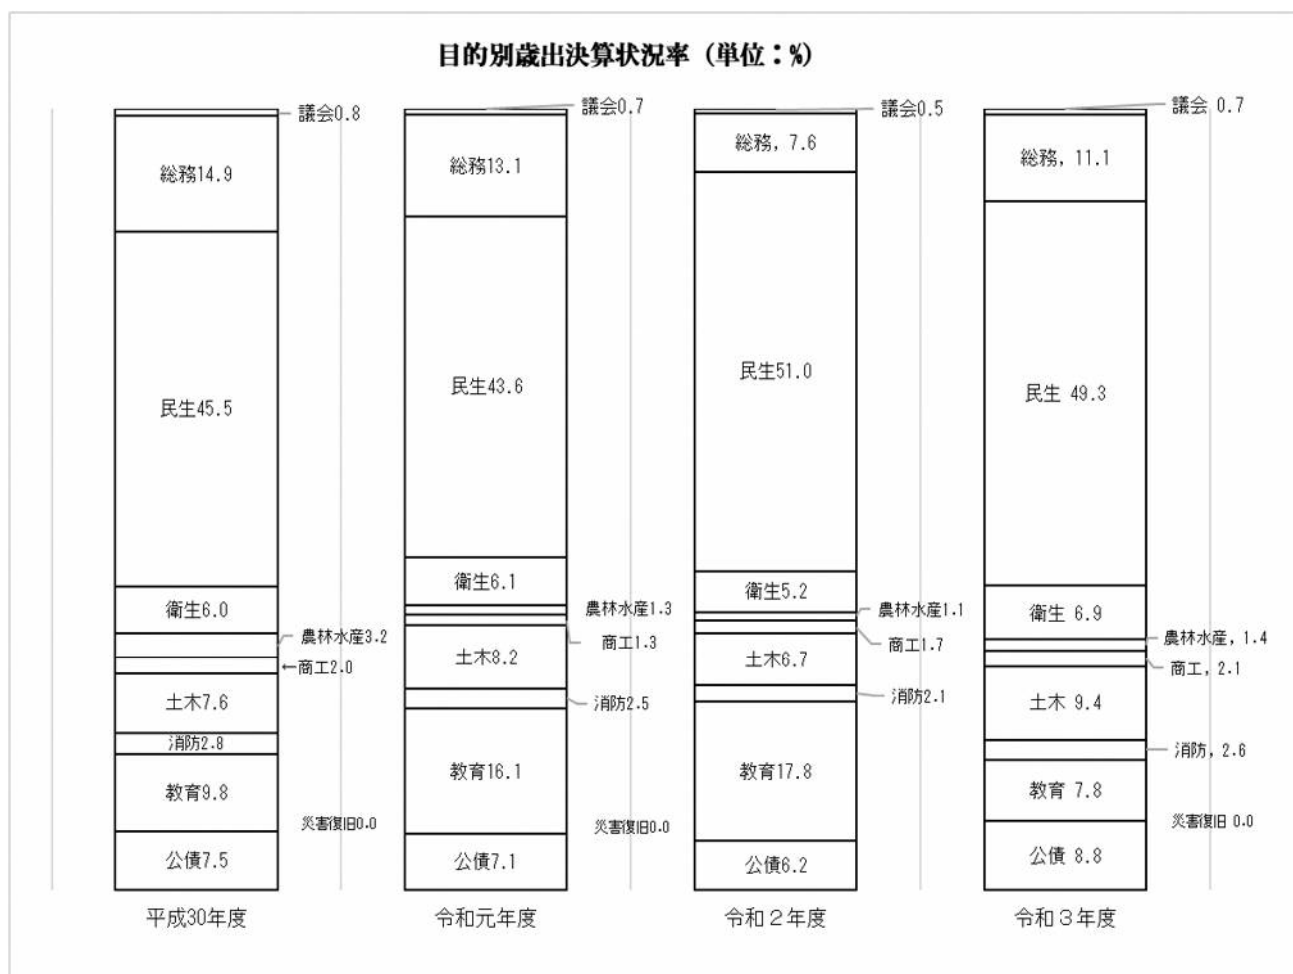 目的別歳出決算状況率（単位：%）
議会0.8
総務14.9
民生45.5
衛生6.0
農林水産3.2
←商工2.0
土木7.6
消防2.8
教育9.8
災害復旧0.0
公債7.5
平成30年度
議会0.7
総務13.1
民生43.6
衛生6.1
農林水産1.3
商工1.3
土木8.2
消防2.5
教育16.1
災害復旧0.0
公債7.1
令和元年度
議会0.5
総務, 7.6
民生51.0
衛生5.2
農林水産1.1
商工1.7
土木6.7
消防2.1
教育17.8
公債6.2
令和２年度
議会 0.7
総務, 11.1
民生 49.3
衛生 6.9
農林水産, 1.4
商工, 2.1
土木 9.4
消防, 2.6
教育 7.8
災害復旧 0.0
公債 8.8
令和３年度